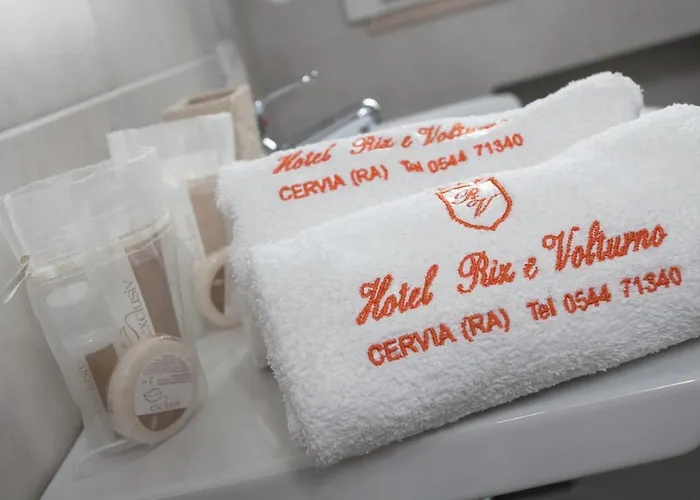 Hotel Rix e Volturno
CERVIA (RA) Tel 0544 71340
RV
Hotel Rix e Volturno
CERVIA (RA) Tel 0544 71340